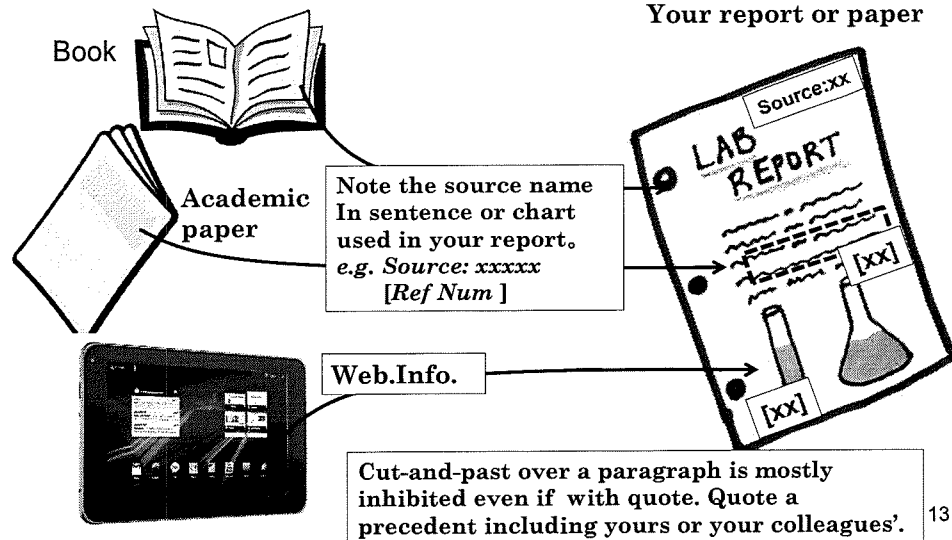 Your report or paper
Book
Source:xx
LAB
REPORT
Academic
paper
Note the source name
In sentence or chart
used in your report。
e.g. Source: xxxxx
[Ref Num ]
[xx]
Web.Info.
[xx]
Cut-and-past over a paragraph is mostly
inhibited even if with quote. Quote a
precedent including yours or your colleagues'.
13